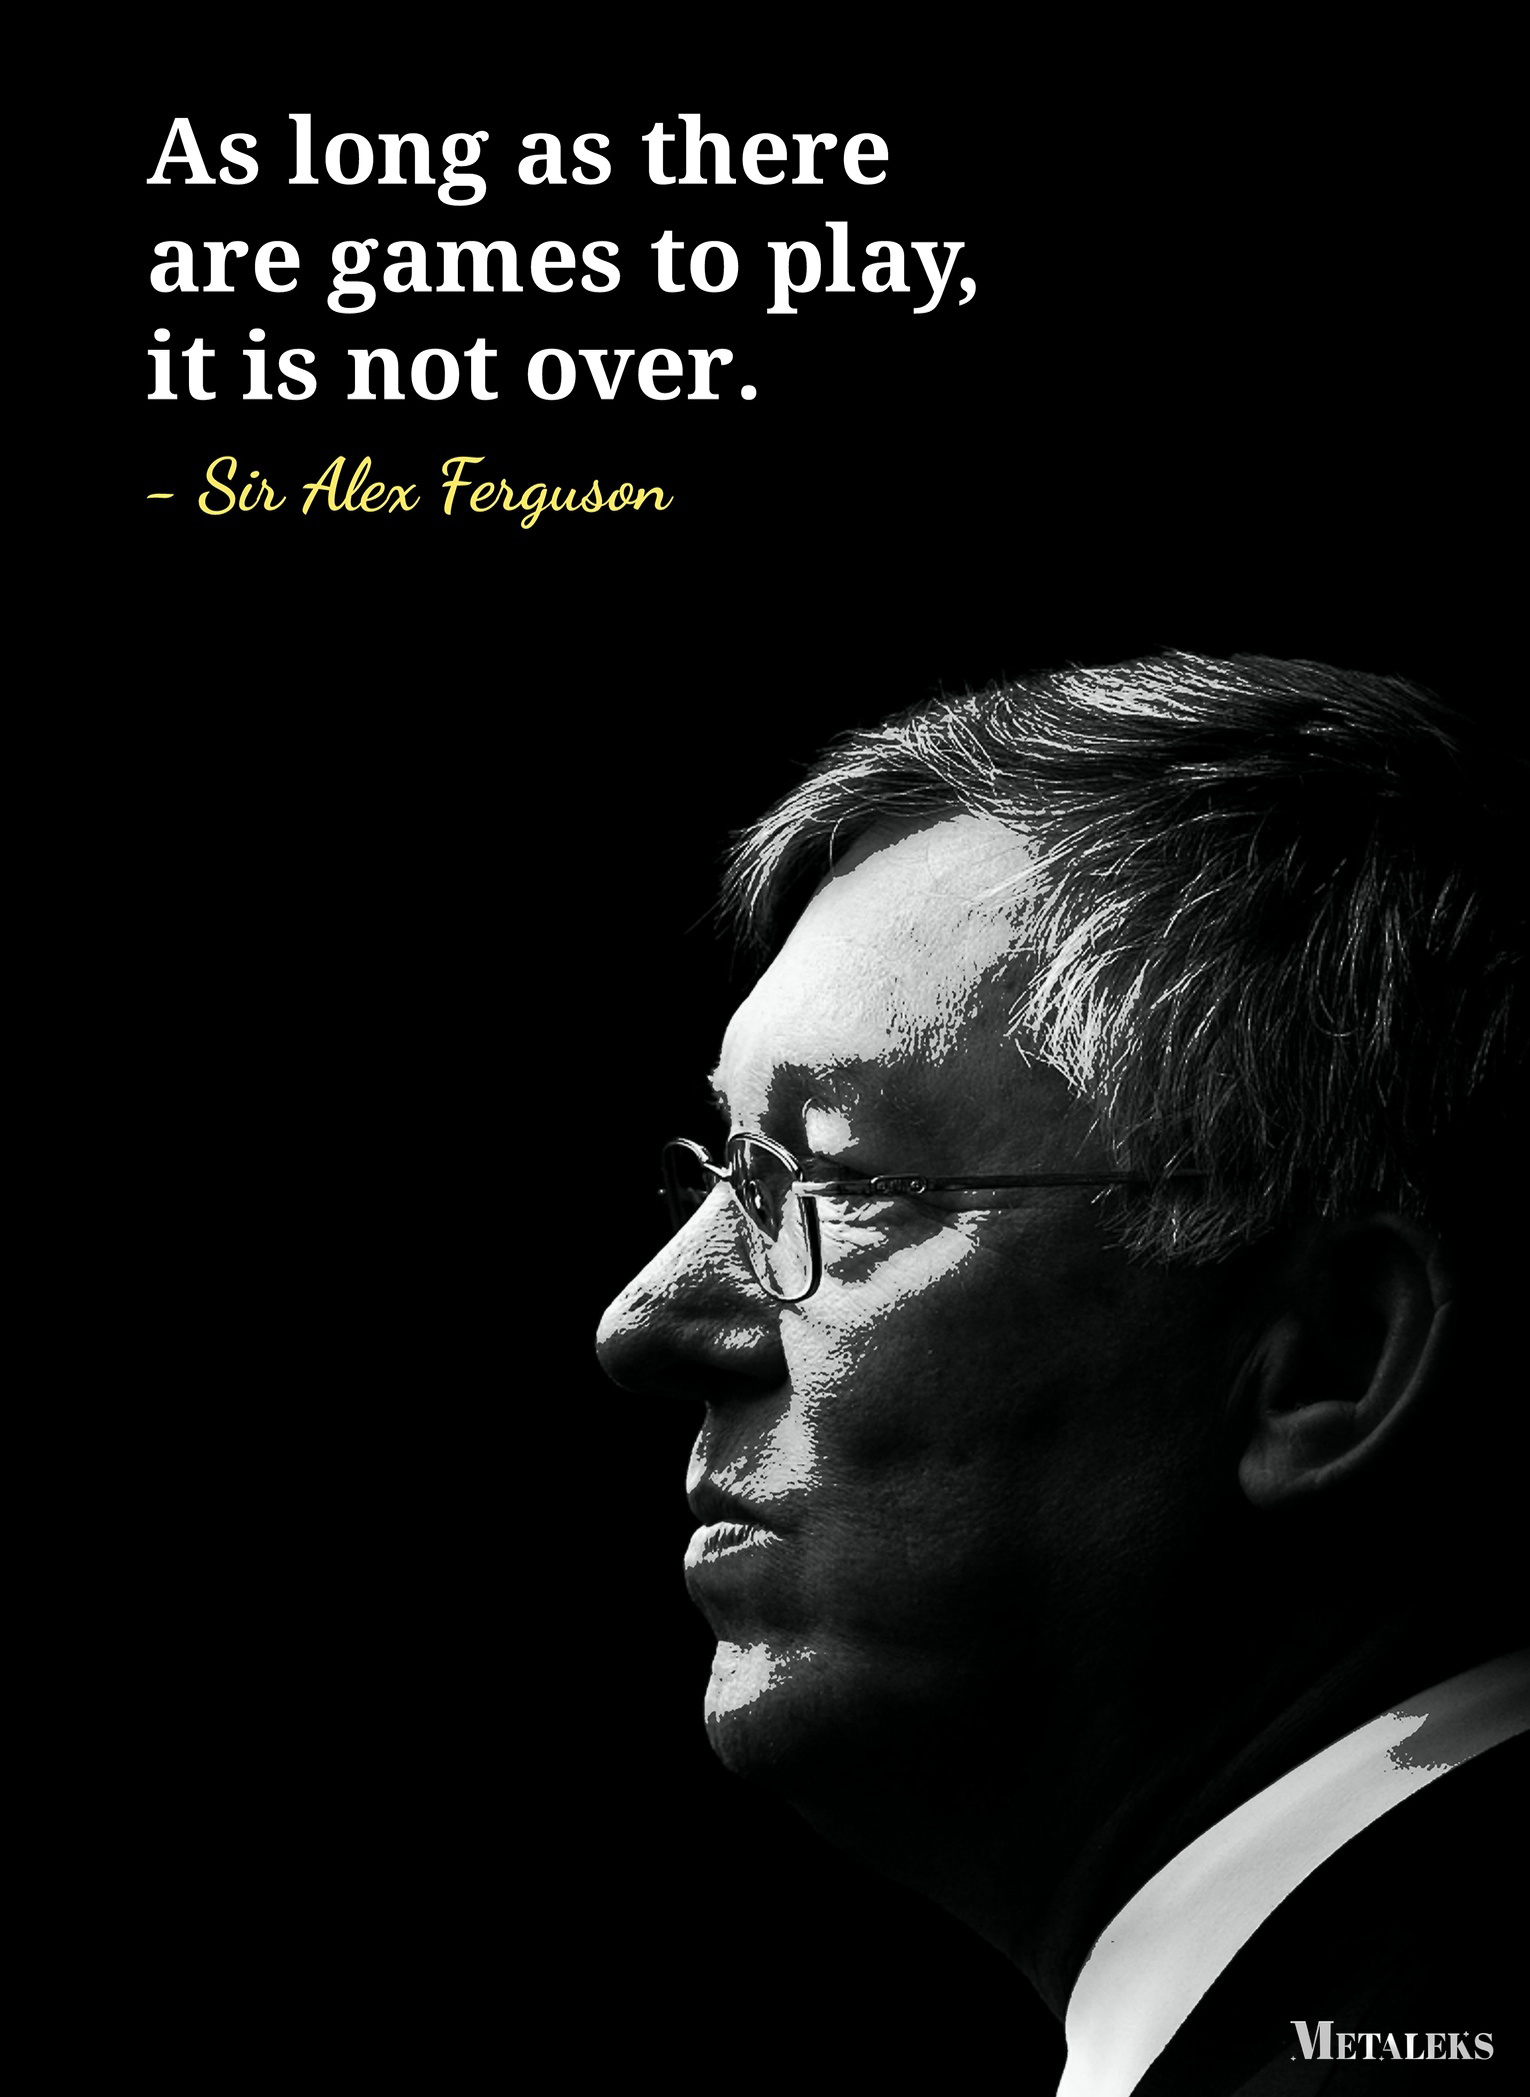 As long as there
are games to play,
it is not over.
- Sir Alex Ferguson
METALEKS